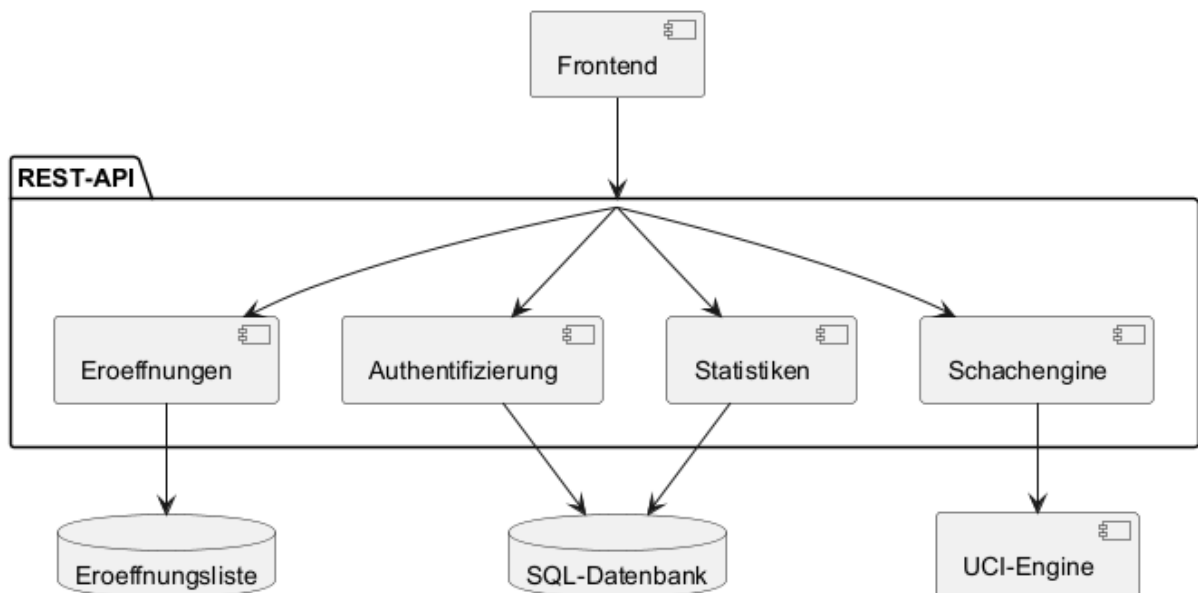 Frontend
REST-API
Eroeffnungen
Authentifizierung
Statistiken
Schachengine
Eroeffnungsliste
SQL-Datenbank
UCI-Engine